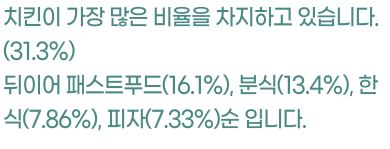 치킨이 가장 많은 비율을 차지하고 있습니다.
(31.3%)
뒤이어 패스트푸드(16.1%), 분식(13.4%), 한
식(7.86%), 피자(7.33%)순 입니다.